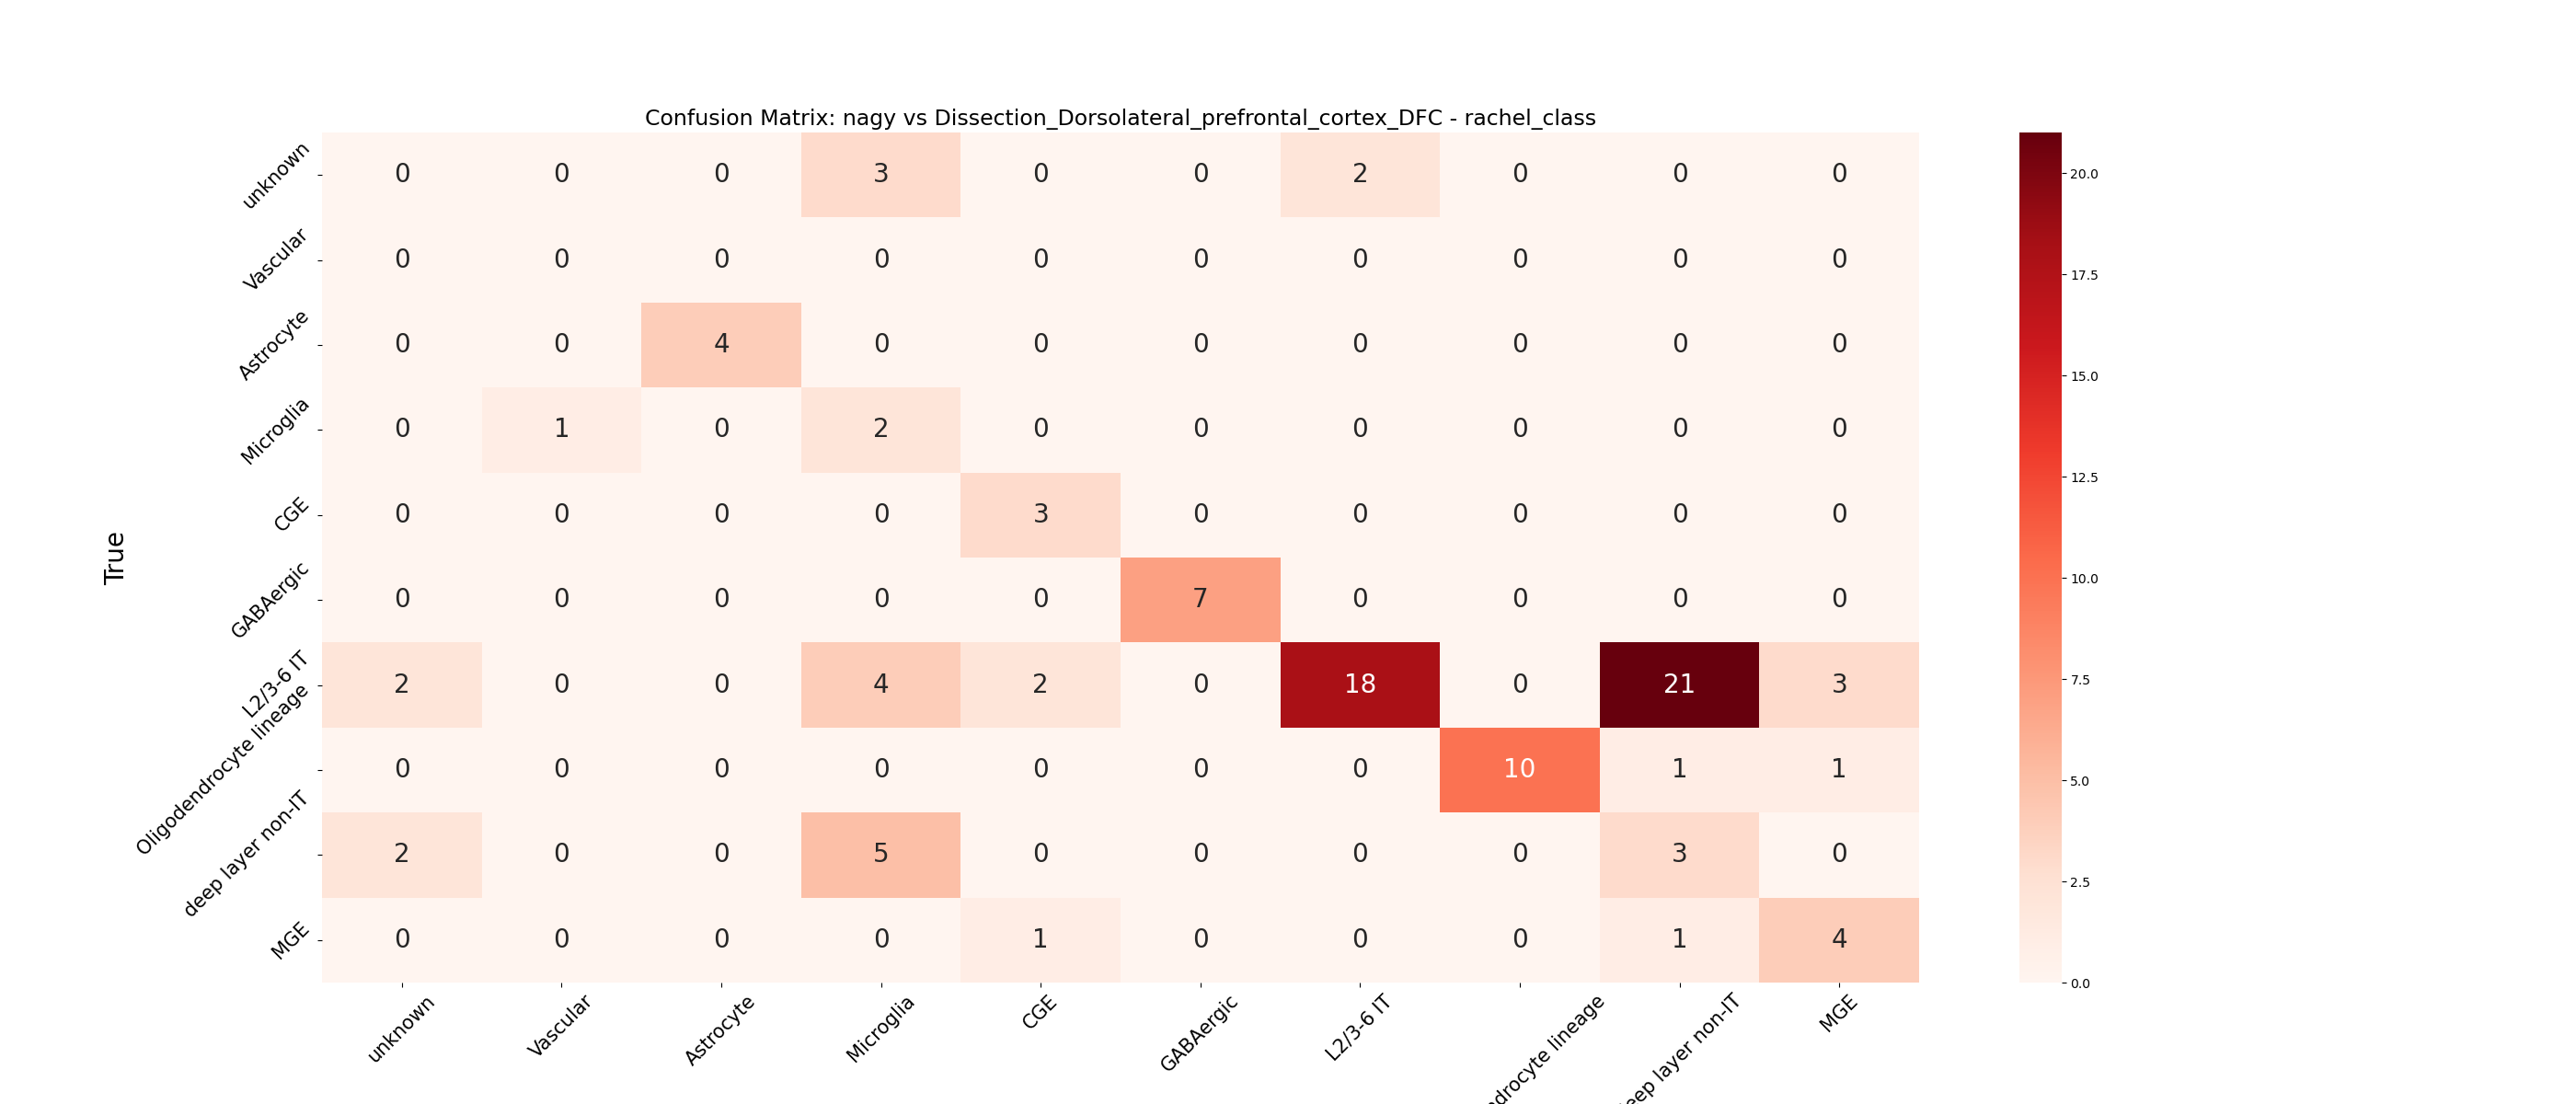 Confusion Matrix: nagy vs Dissection_Dorsolateral_prefrontal_cortex_DFC - rachel_class
True
unknown 0 0 0 3 0 0 2 0 0 0
Vascular 0 0 0 0 0 0 0 0 0 0
Astrocyte 0 0 4 0 0 0 0 0 0 0
Microglia 0 1 0 2 0 0 0 0 0 0
CGE 0 0 0 0 3 0 0 0 0 0
GABAergic 0 0 0 0 0 7 0 0 0 0
L2/3-6 IT 2 0 0 4 2 0 18 0 21 3
Oligodendrocyte lineage 0 0 0 0 0 0 0 10 1 1
deep layer non-IT 2 0 0 5 0 0 0 0 3 0
MGE 0 0 0 0 1 0 0 0 1 4
unknown Vascular Astrocyte Microglia CGE GABAergic L2/3-6 IT lineage layer non-IT MGE
20.0
17.5
15.0
12.5
10.0
7.5
5.0
2.5
0.0